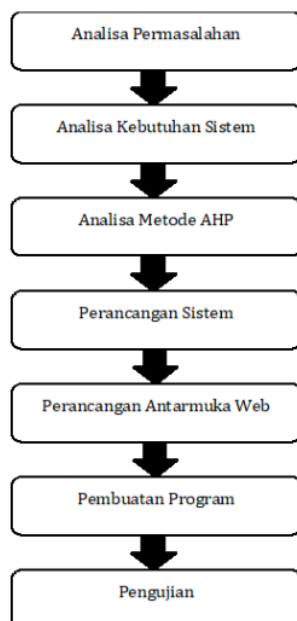 Analisa Permasalahan
Analisa Kebutuhan Sistem
Analisa Metode AHP
Perancangan Sistem
Perancangan Antarmuka Web
Pembuatan Program
Pengujian